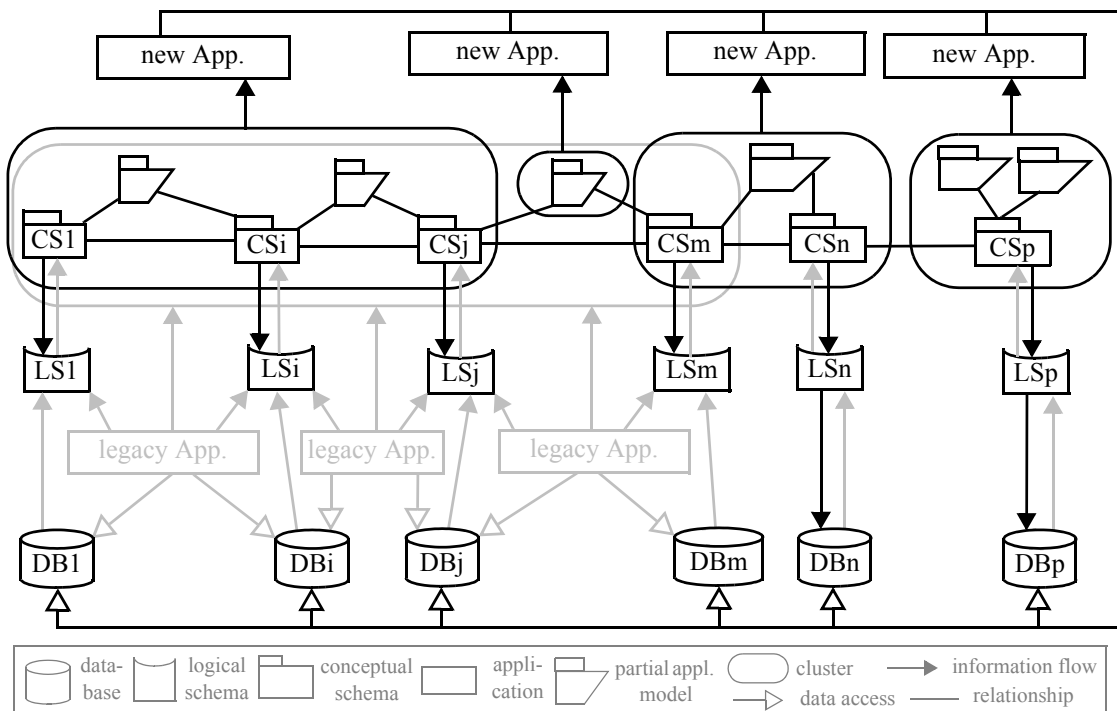 new App.
new App.
new App.
new App.
CS1
CSi
CSj
CSm
CSn
CSp
LS1
LSi
LSj
LSm
LSn
LSp
legacy App.
legacy App.
legacy App.
DB1
DBi
DBj
DBm
DBn
DBp
data-
base
logical
schema
conceptual
schema
appli-
cation
partial appl.
model
cluster
data access
information flow
relationship